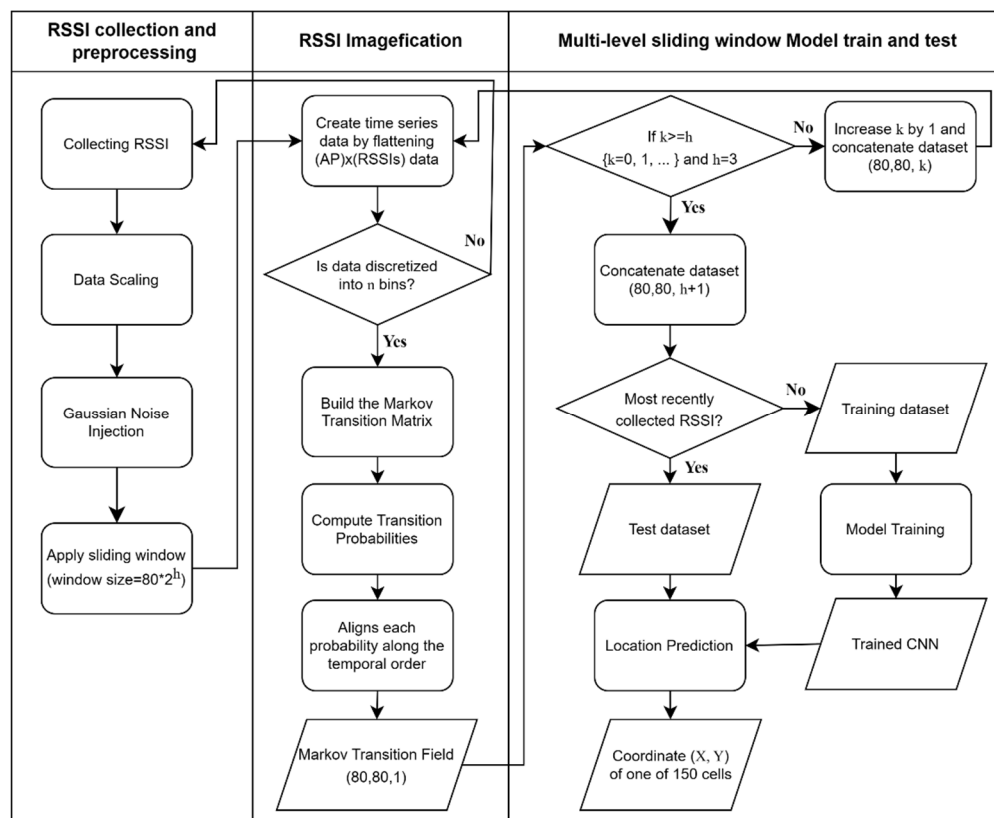 RSSI collection and
preprocessing
Collecting RSSI
Data Scaling
Gaussian Noise
Injection
Apply sliding window
(window size=80*2^h)
RSSI Imagefication
Create time series
data by flattening
(AP)x(RSSIs) data
No
Is data discretized
into n bins?
Yes
Build the Markov
Transition Matrix
Compute Transition
Probabilities
Aligns each
probability along the
temporal order
Markov Transition Field
(80,80,1)
Multi-level sliding window Model train and test
If k>=h
{k=0, 1, ... } and h=3
No
Increase k by 1 and
concatenate dataset
(80,80, k)
Yes
Concatenate dataset
(80,80, h+1)
Most recently
collected RSSI?
No
Training dataset
Yes
Test dataset
Model Training
Location Prediction
Trained CNN
Coordinate (X, Y)
of one of 150 cells